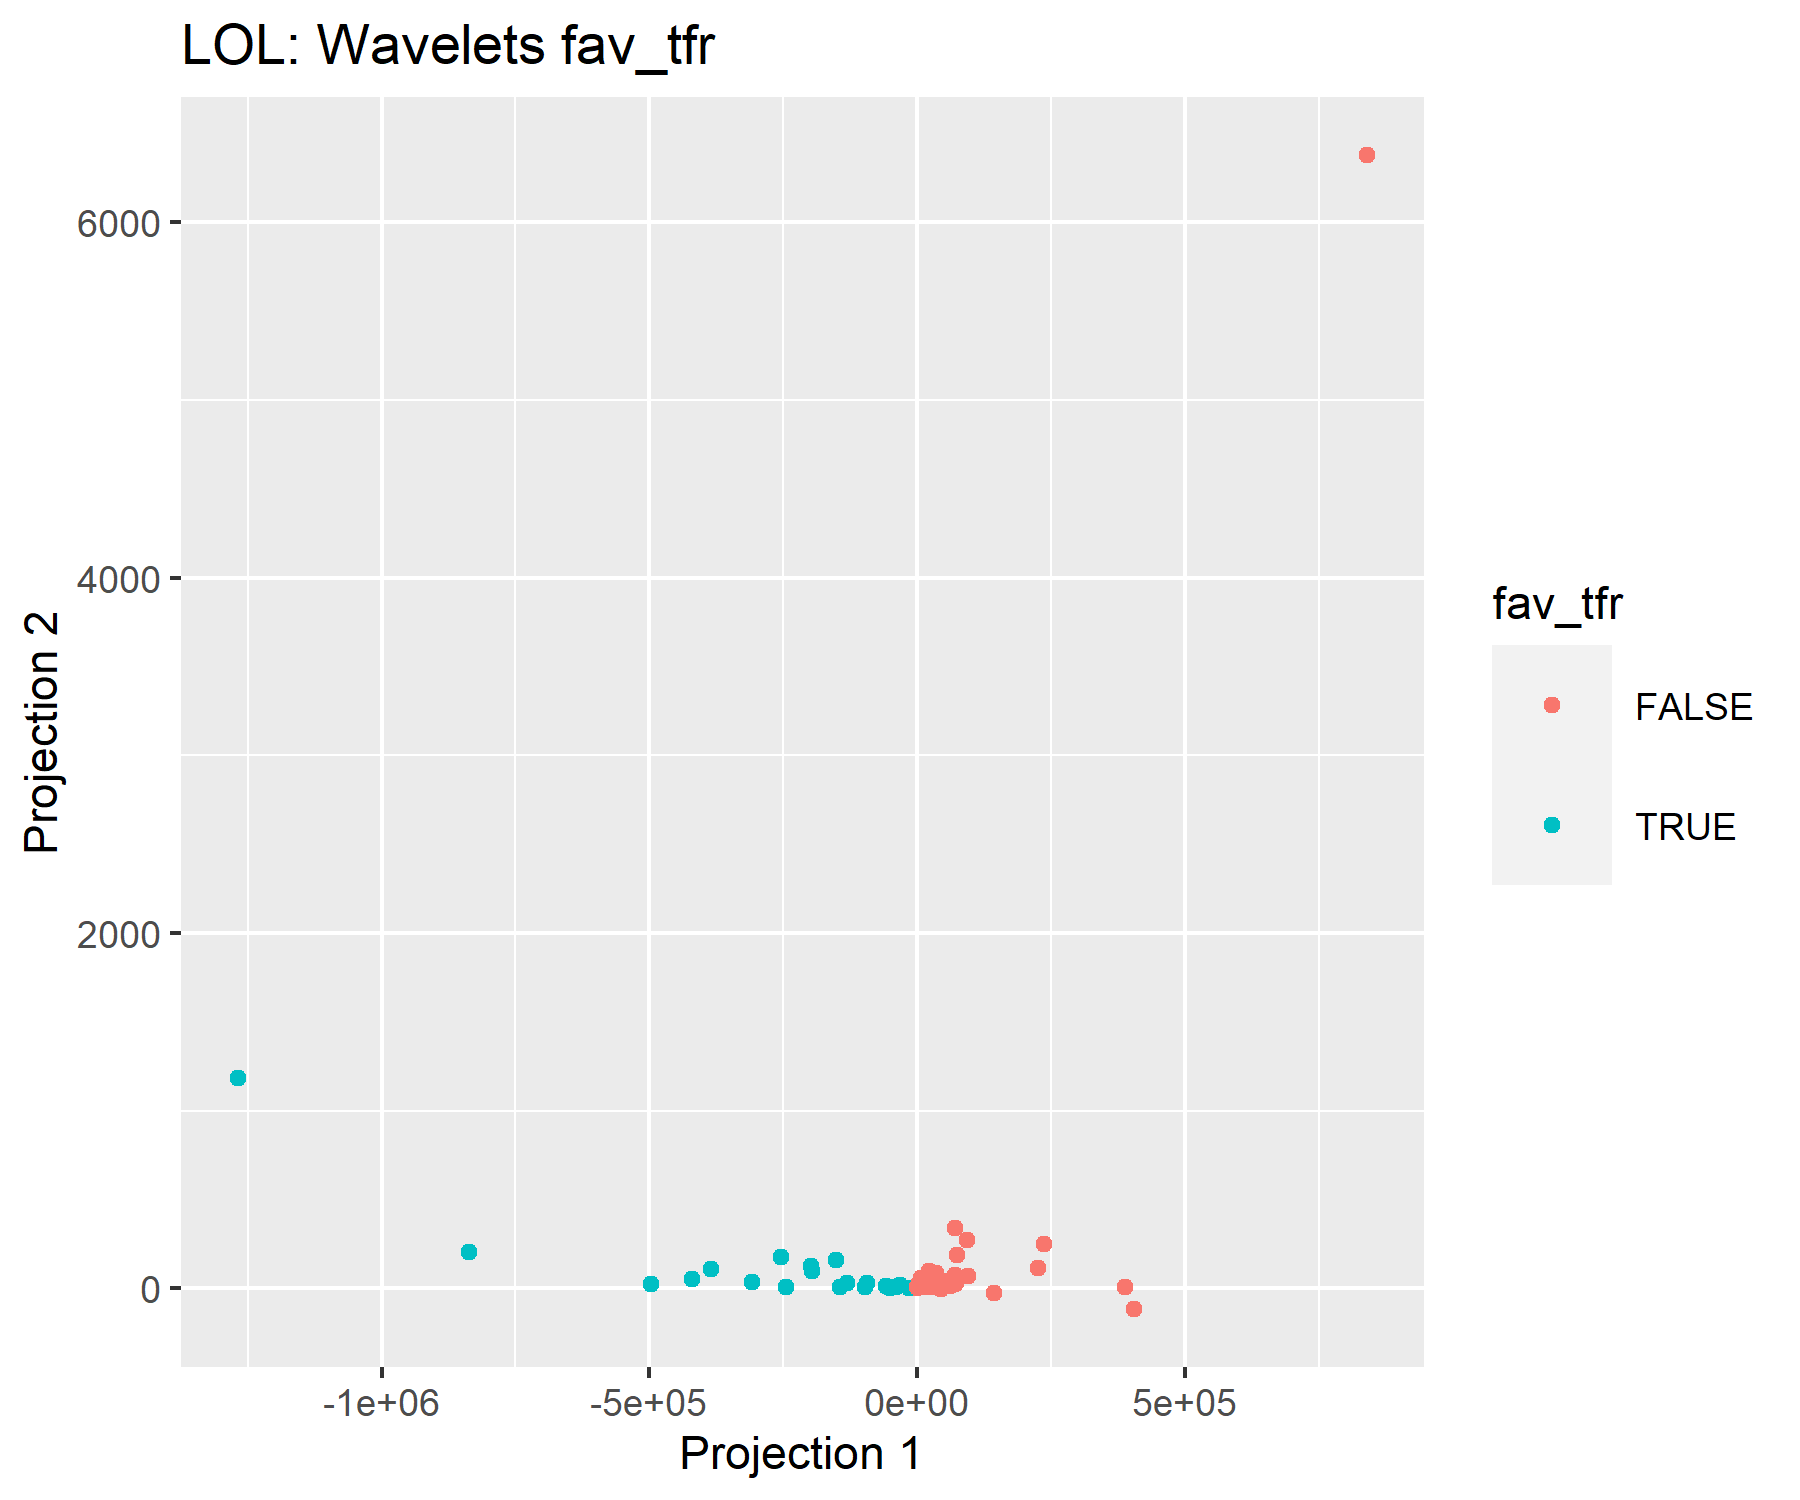 LOL: Wavelets fav_tfr
6000
4000
2000
0
Projection 2
-1e+06
-5e+05
0e+00
5e+05
Projection 1
fav_tfr
FALSE
TRUE